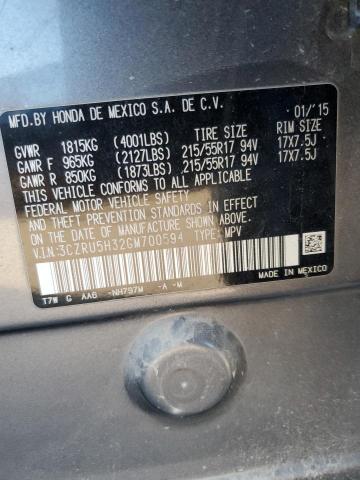 MFD.BY HONDA DE MEXICO S.A. DE C.V. 01/'15
GVWR 1815KG (4001LBS) TIRE SIZE RIM SIZE
GAWR F 965KG (2127LBS) 215/55R17 94V 17X7.5J
GAWR R 850KG (1873LBS) 215/55R17 94V 17X7.5J
THIS VEHICLE CONFORMS TO ALL APPLICABLE
FEDERAL MOTOR VEHICLE SAFETY STANDARDS
IN EFFECT ON THE DATE OF MANUFACTURE SHOWN ABOVE.
V.I.N:3CZRU5H32GM700594 TYPE: MPV
T7W G AA6 -NH797M -A -M MADE IN MEXICO